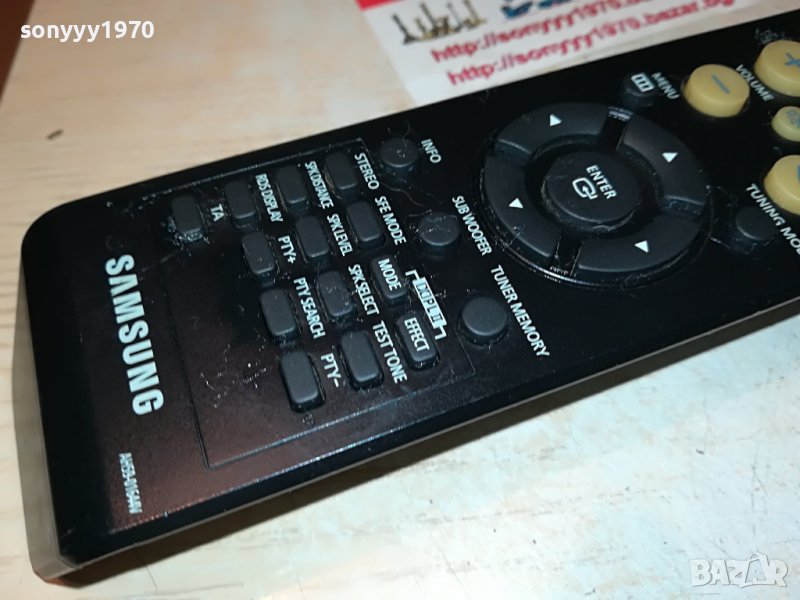 sonyyy1970
http://sonyyy1970.bazar.bg
http://sonyyy1970.bazar.bg
MENU
VOLUME
+
−
ENTER
TUNING MODE
INFO
SUB WOOFER
TUNER MEMORY
STEREO
SFE MODE
MODE
EFFECT
SPK.DISTANCE
SPK LEVEL
SPK SELECT
TEST TONE
RDS DISPLAY
PTY+
PTY SEARCH
PTY−
TA
SAMSUNG
BAZAR